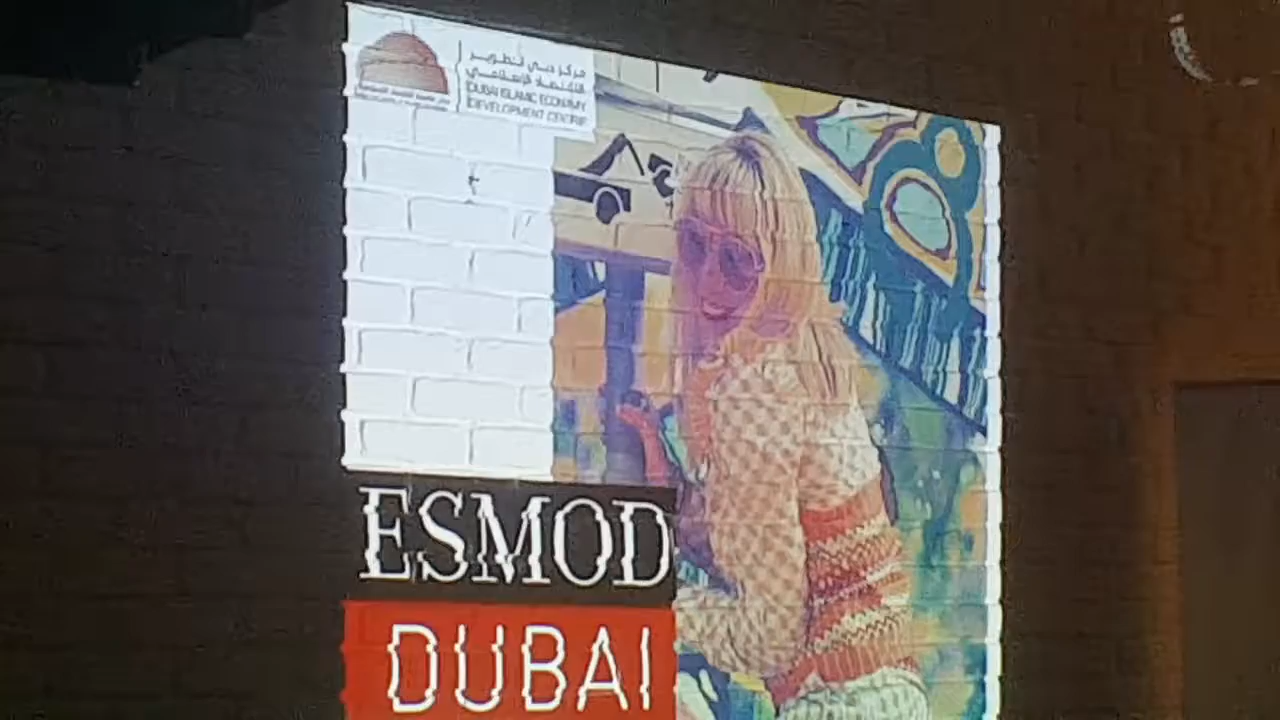 مركز دبي لتطوير
الاقتصاد الإسلامي
DUBAI ISLAMIC ECONOMY
DEVELOPMENT CENTRE
ESMOD
DUBAI